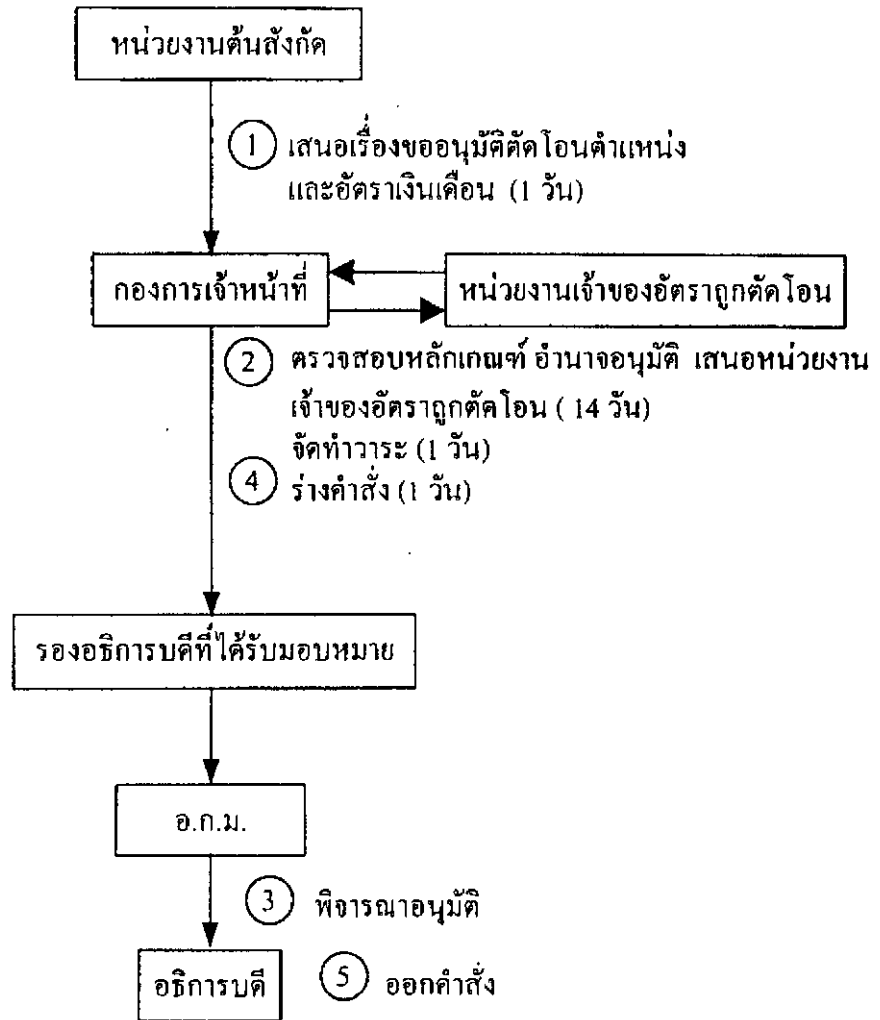 หน่วยงานต้นสังกัด
1 เสนอเรื่องขออนุมัติตัดโอนตำแหน่ง
และอัตราเงินเดือน (1 วัน)
กองการเจ้าหน้าที่
หน่วยงานเจ้าของอัตราถูกตัดโอน
2 ตรวจสอบหลักเกณฑ์ อำนาจอนุมัติ เสนอหน่วยงาน
เจ้าของอัตราถูกตัดโอน ( 14 วัน)
จัดทำวาระ (1 วัน)
4 ร่างคำสั่ง (1 วัน)
รองอธิการบดีที่ได้รับมอบหมาย
อ.ก.ม.
3 พิจารณาอนุมัติ
อธิการบดี
5 ออกคำสั่ง